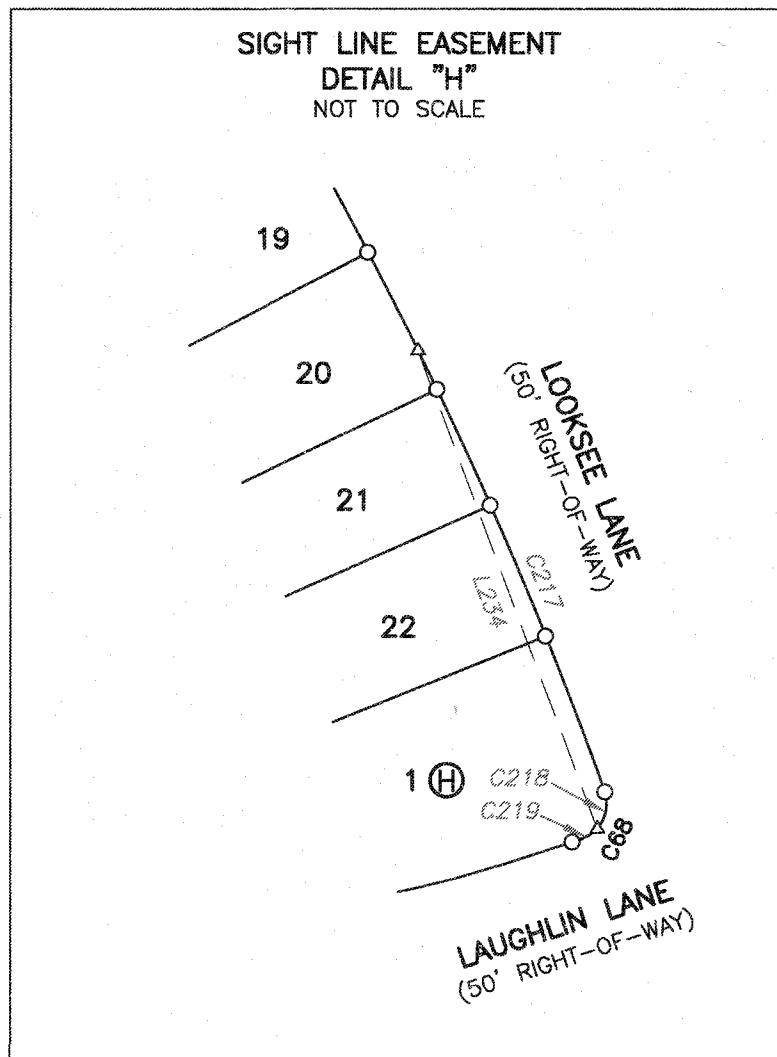 SIGHT LINE EASEMENT
DETAIL "H"
NOT TO SCALE
19
20
LOOKSEE LANE
(50' RIGHT-OF-WAY)
21
C217
L234
22
1 H
C218
C219
C68
LAUGHLIN LANE
(50' RIGHT-OF-WAY)